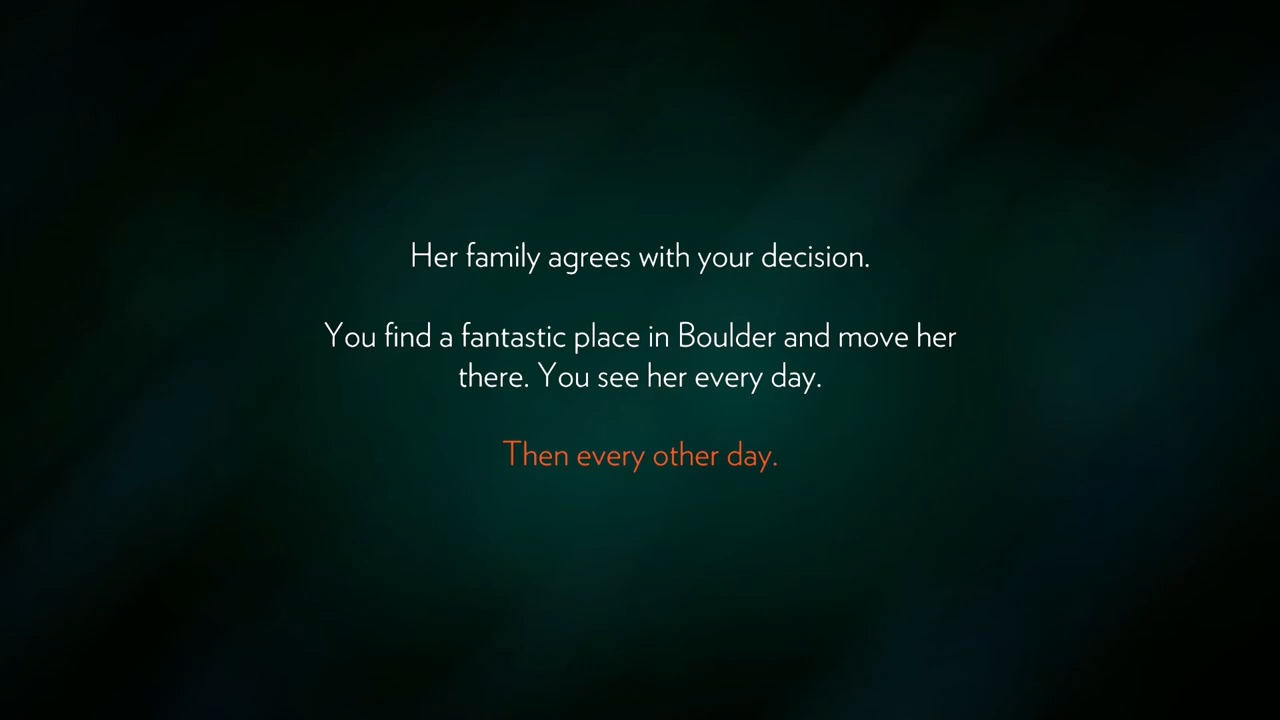 Her family agrees with your decision.
You find a fantastic place in Boulder and move her
there. You see her every day.
Then every other day.